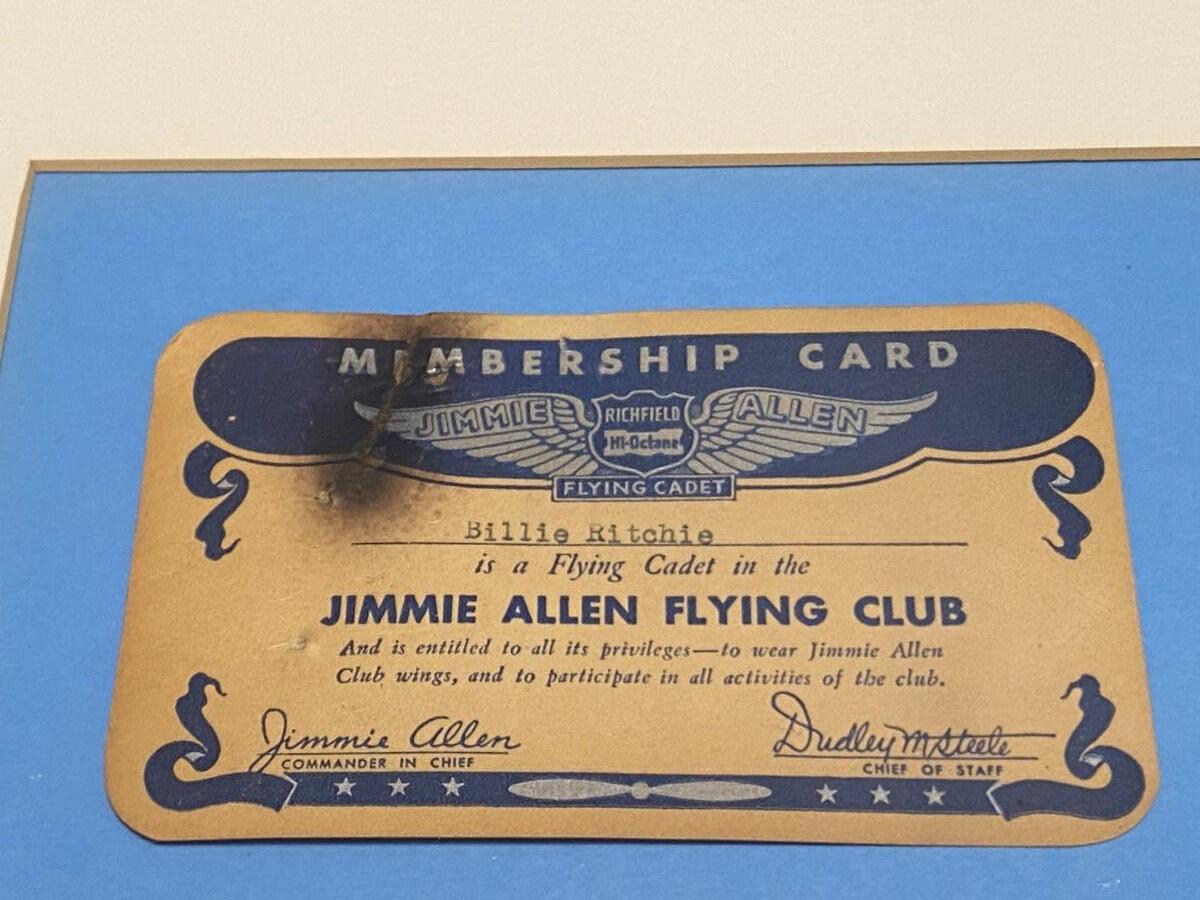 MEMBERSHIP CARD
JIMMIE ALLEN
RICHFIELD
Hi-Octane
FLYING CADET
Billie Ritchie
is a Flying Cadet in the
JIMMIE ALLEN FLYING CLUB
And is entitled to all its privileges—to wear Jimmie Allen
Club wings, and to participate in all activities of the club.
Jimmie Allen Dudley M Steele
COMMANDER IN CHIEF CHIEF OF STAFF